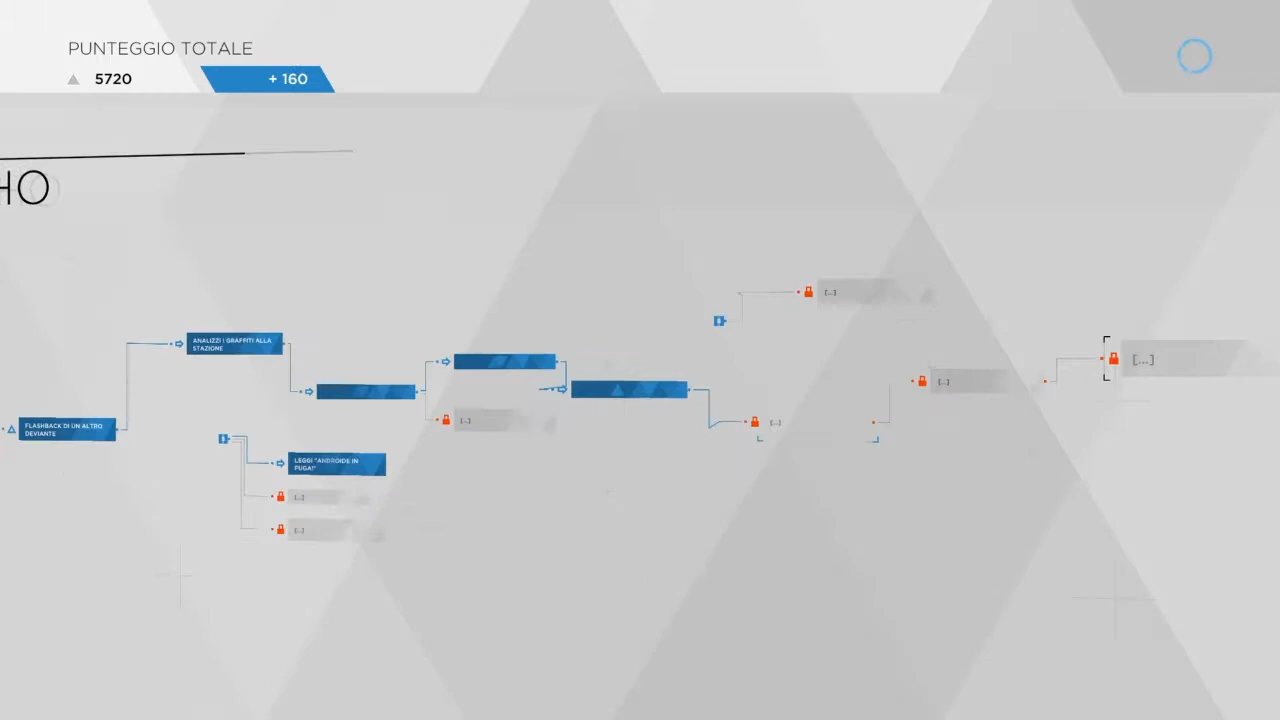 PUNTEGGIO TOTALE
5720
+ 160
HO
[...]
ANALIZZI I GRAFFITI ALLA
STAZIONE
[...]
[...]
[...]
[...]
FLASHBACK DI UN ALTRO
DEVIANTE
LEGGI "ANDROIDE IN
FUGA!"
[...]
[...]